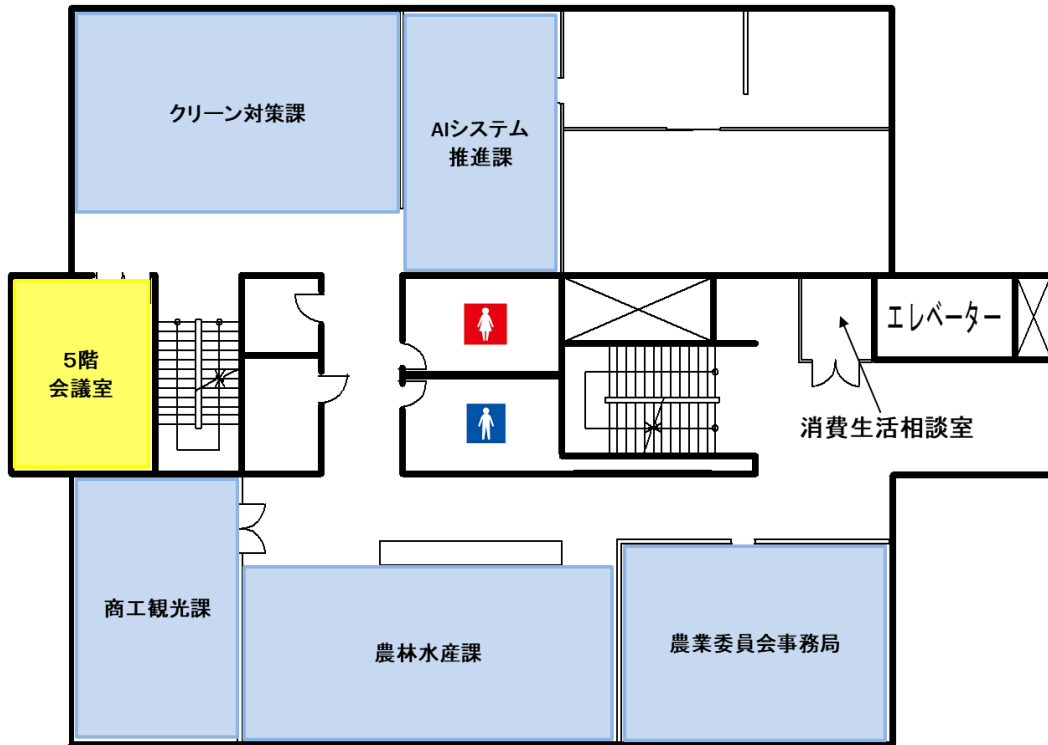 クリーン対策課
AIシステム
推進課
5階
会議室
エレベーター
消費生活相談室
商工観光課
農林水産課
農業委員会事務局